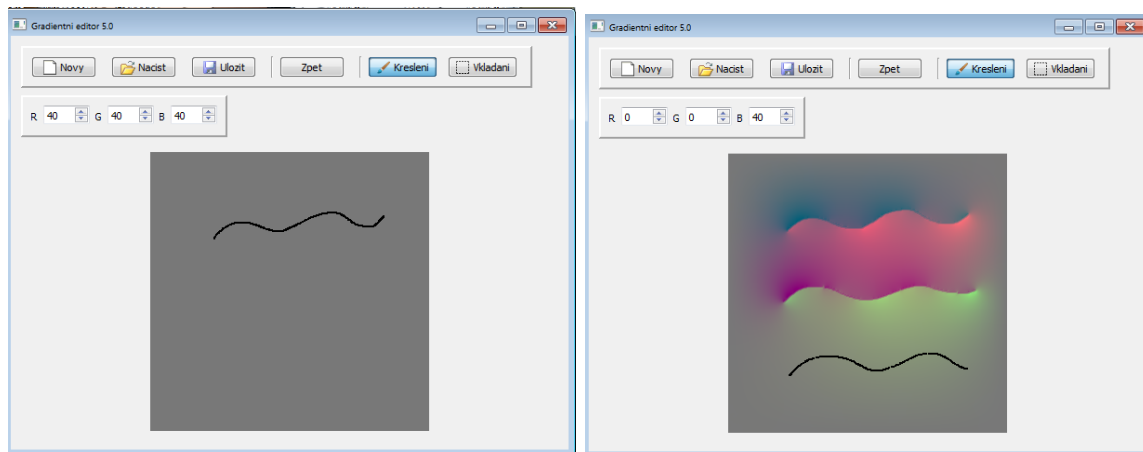 Gradientni editor 5.0
Novy Nacist Ulozit Zpet Kresleni Vkladani
R 40 G 40 B 40
Gradientni editor 5.0
Novy Nacist Ulozit Zpet Kresleni Vkladani
R 0 G 0 B 40